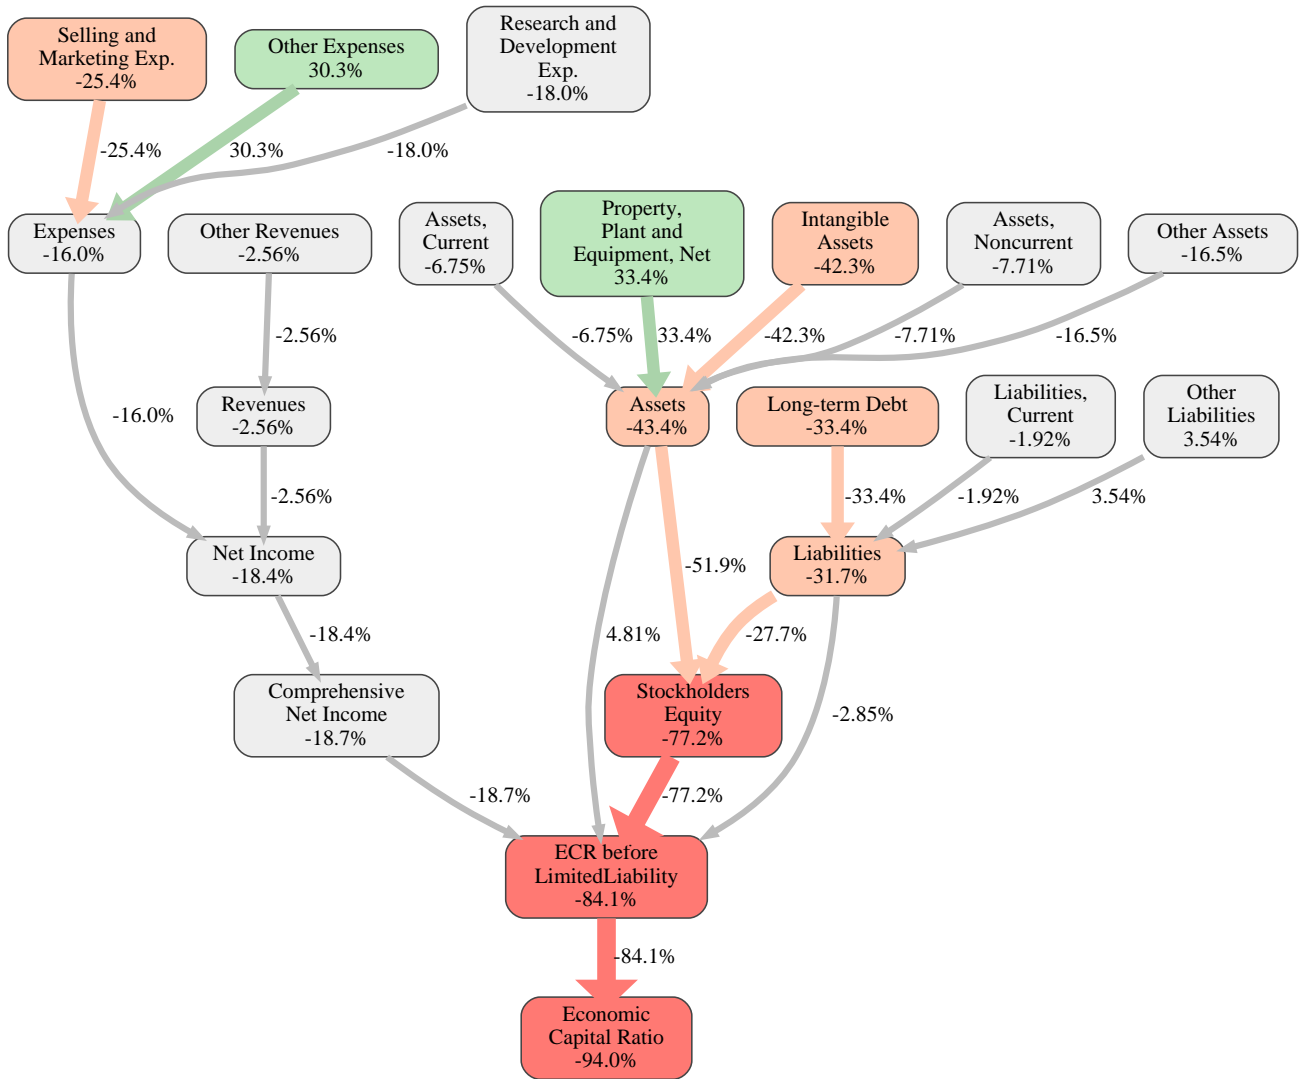 Selling and
Marketing Exp.
-25.4%
Other Expenses
30.3%
Research and
Development
Exp.
-18.0%
-25.4%
30.3%
-18.0%
Expenses
-16.0%
Other Revenues
-2.56%
Assets,
Current
-6.75%
Property,
Plant and
Equipment, Net
33.4%
Intangible
Assets
-42.3%
Assets,
Noncurrent
-7.71%
Other Assets
-16.5%
-2.56%
-6.75%
33.4%
-42.3%
-7.71%
-16.5%
-16.0%
Revenues
-2.56%
Assets
-43.4%
Long-term Debt
-33.4%
Liabilities,
Current
-1.92%
Other
Liabilities
3.54%
-2.56%
-33.4%
-1.92%
3.54%
Net Income
-18.4%
-51.9%
Liabilities
-31.7%
-18.4%
4.81%
-27.7%
Comprehensive
Net Income
-18.7%
Stockholders
Equity
-77.2%
-2.85%
-18.7%
-77.2%
ECR before
LimitedLiability
-84.1%
-84.1%
Economic
Capital Ratio
-94.0%